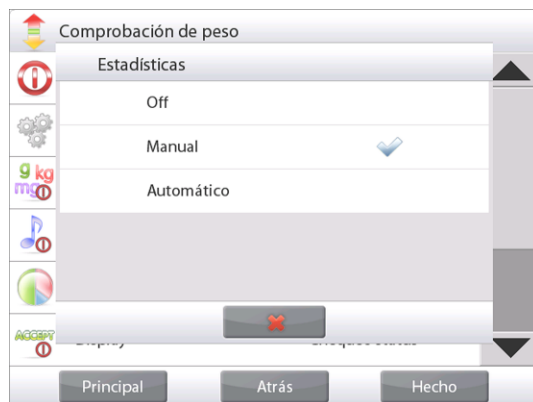 Comprobación de peso
Estadísticas
Off
Manual
Automático
g kg
mg
ACCEPT
Principal
Atrás
Hecho